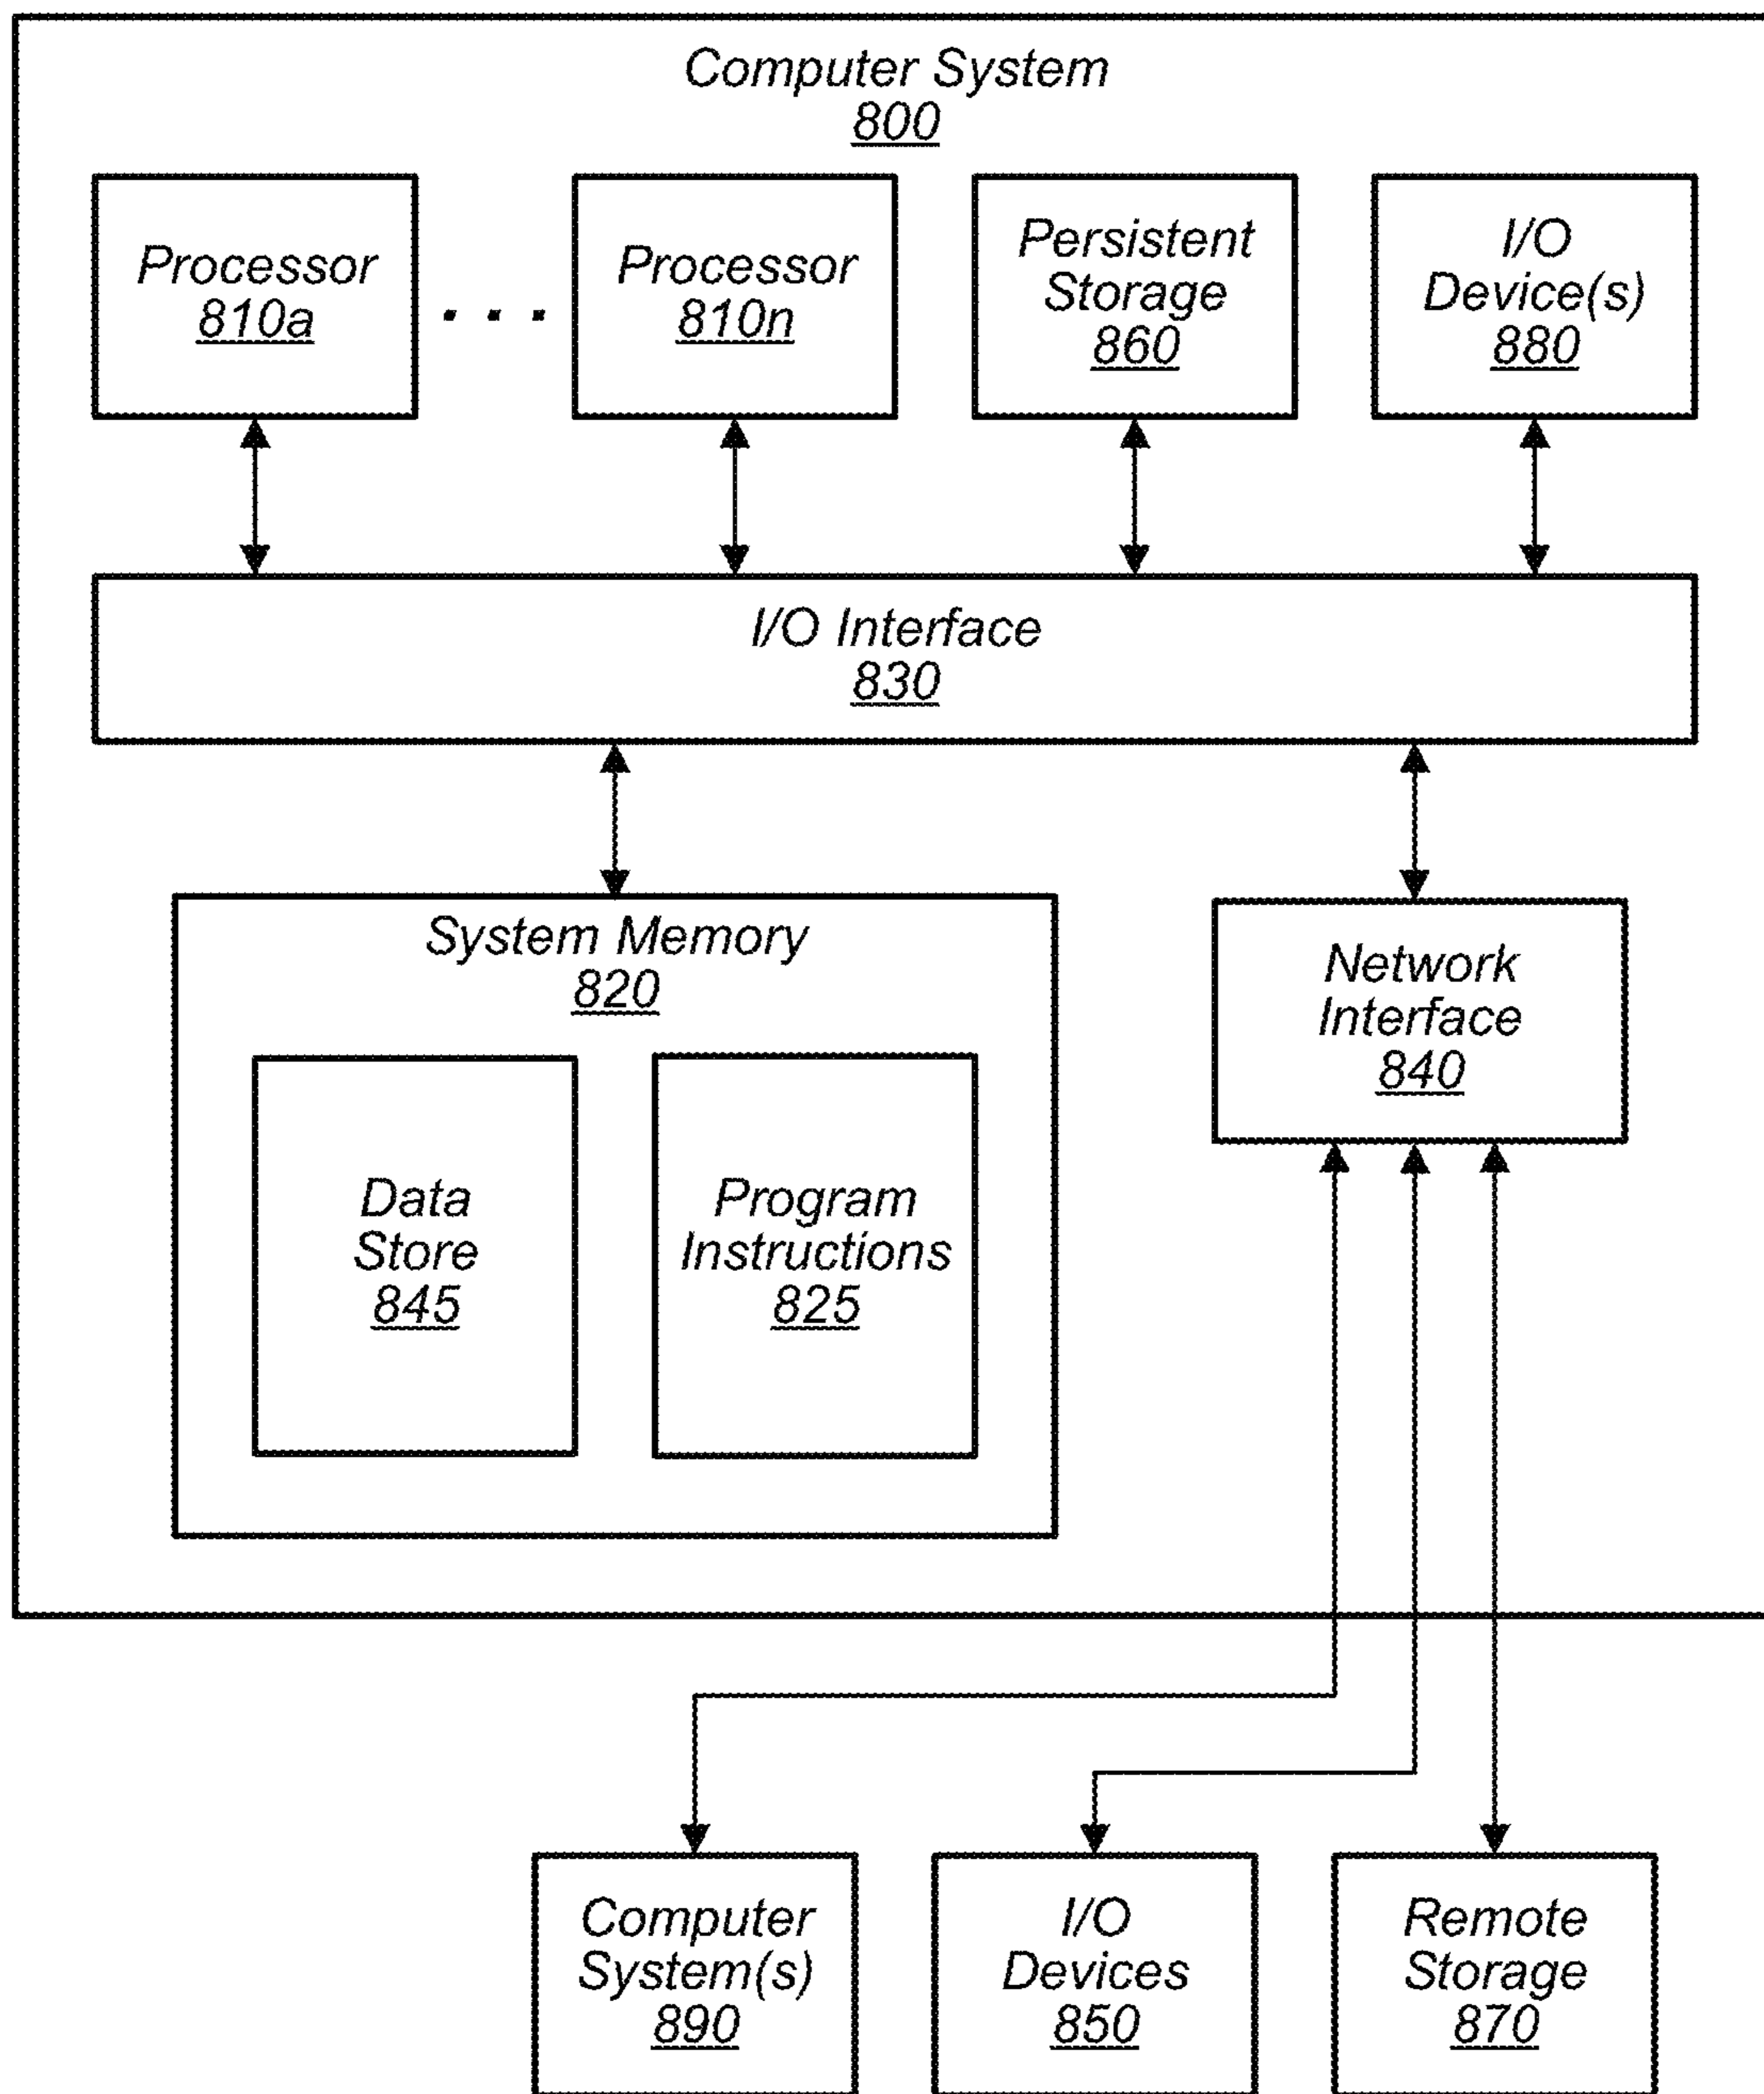 Computer System
800
Processor
810a
. . .
Processor
810n
Persistent
Storage
860
I/O
Device(s)
880
I/O Interface
830
System Memory
820
Network
Interface
840
Data
Store
845
Program
Instructions
825
Computer
System(s)
890
I/O
Devices
850
Remote
Storage
870